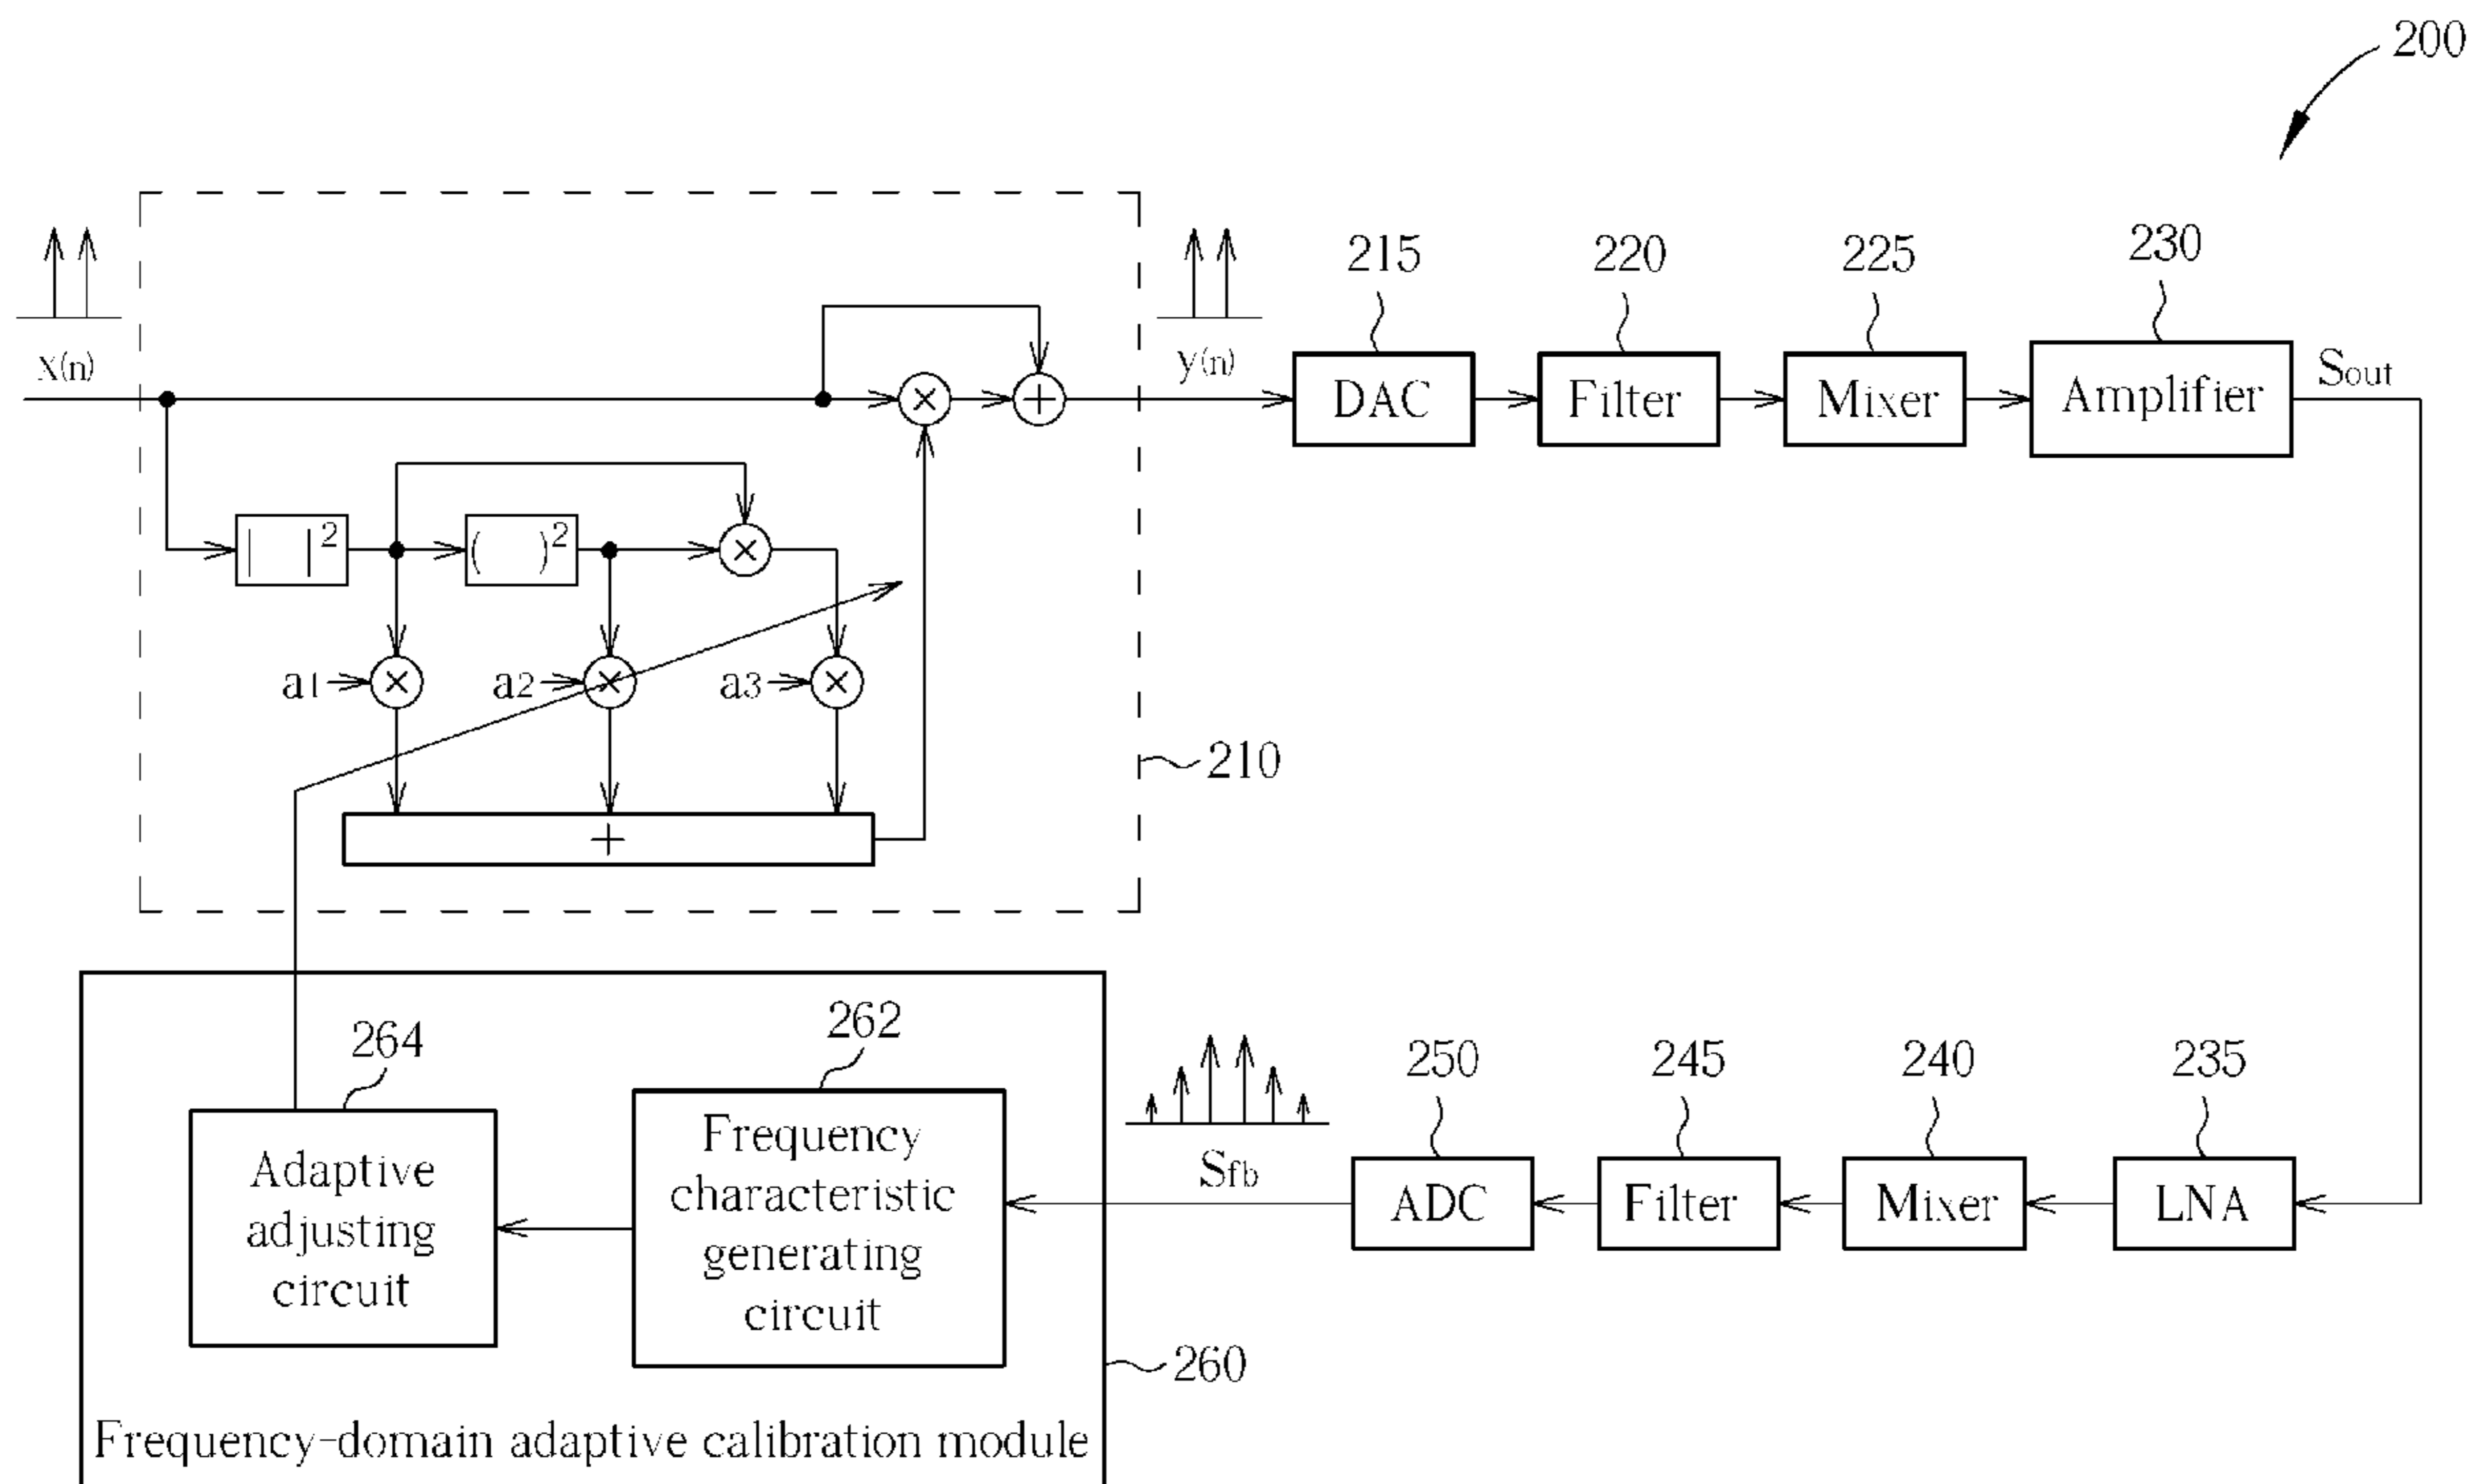 200
215
220
225
230
x(n)
y(n)
DAC
Filter
Mixer
Amplifier
Sout
| |2
( )2
×
+
×
a1
×
a2
×
a3
×
+
210
264
262
250
245
240
235
Adaptive
adjusting
circuit
Frequency
characteristic
generating
circuit
Sfb
ADC
Filter
Mixer
LNA
260
Frequency-domain adaptive calibration module